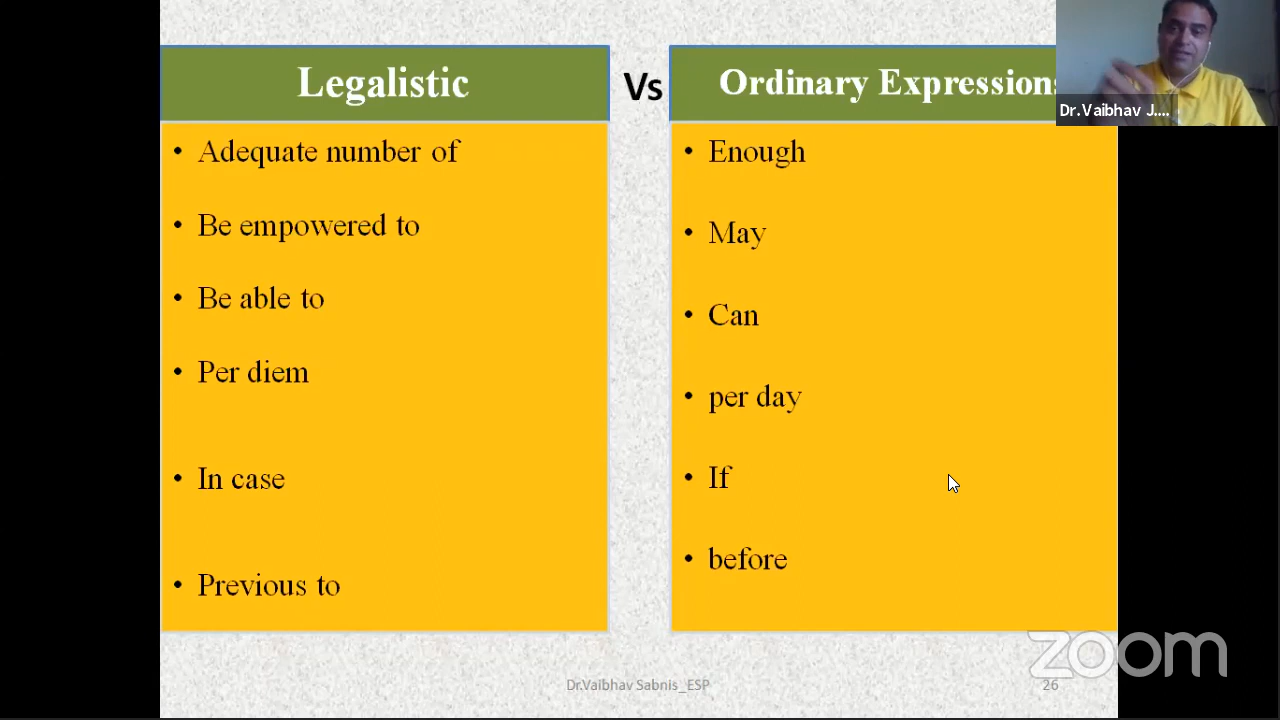 Legalistic
Vs
Ordinary Expressions
Dr.Vaibhav J....
• Adequate number of
• Be empowered to
• Be able to
• Per diem
• In case
• Previous to
• Enough
• May
• Can
• per day
• If
• before
zoom
Dr.Vaibhav Sabnis_ESP
26